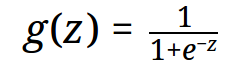 g(z) = 1/(1+e^{-z})